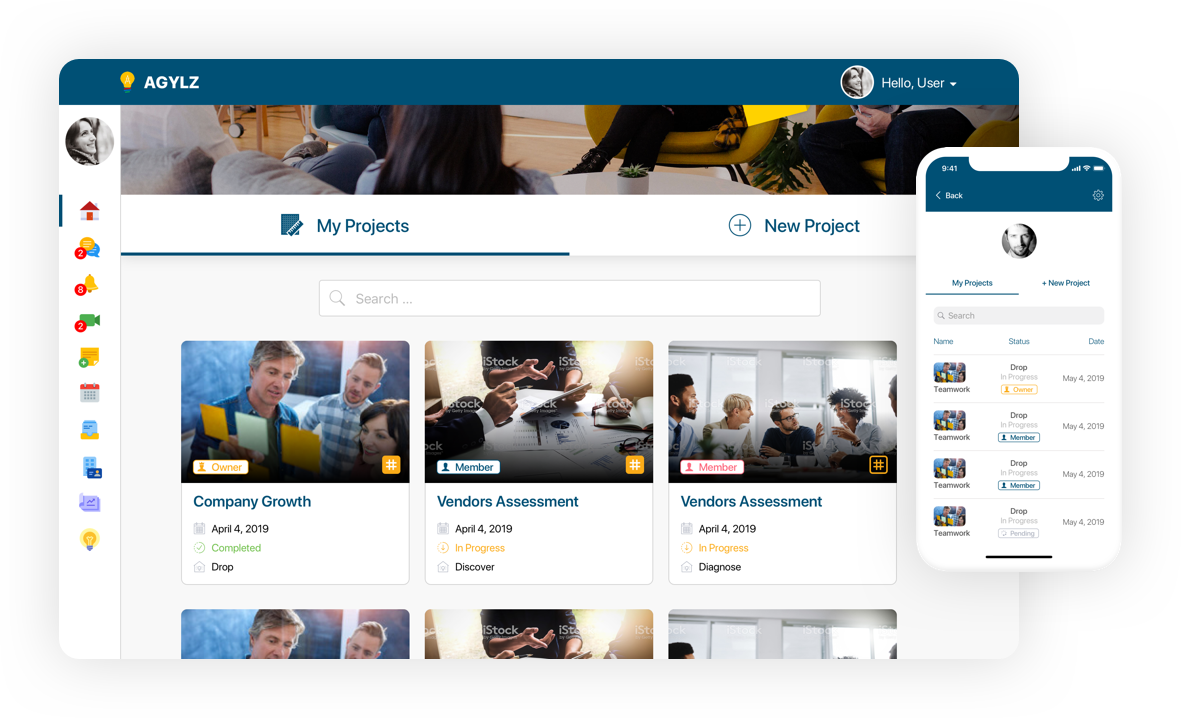 AGYLZ
Hello, User
2
8
2
My Projects
New Project
Search ...
iStock
by Getty Images
iStock
Owner
Member
Member
Company Growth
Vendors Assessment
Vendors Assessment
April 4, 2019
April 4, 2019
April 4, 2019
Completed
In Progress
In Progress
Drop
Discover
Diagnose
iStock
9:41
Back
My Projects
+ New Project
Search
Name Status Date
Drop
In Progress
Owner
Teamwork
May 4, 2019
Drop
In Progress
Member
Teamwork
May 4, 2019
Drop
In Progress
Member
Teamwork
May 4, 2019
Drop
In Progress
Pending
Teamwork
May 4, 2019